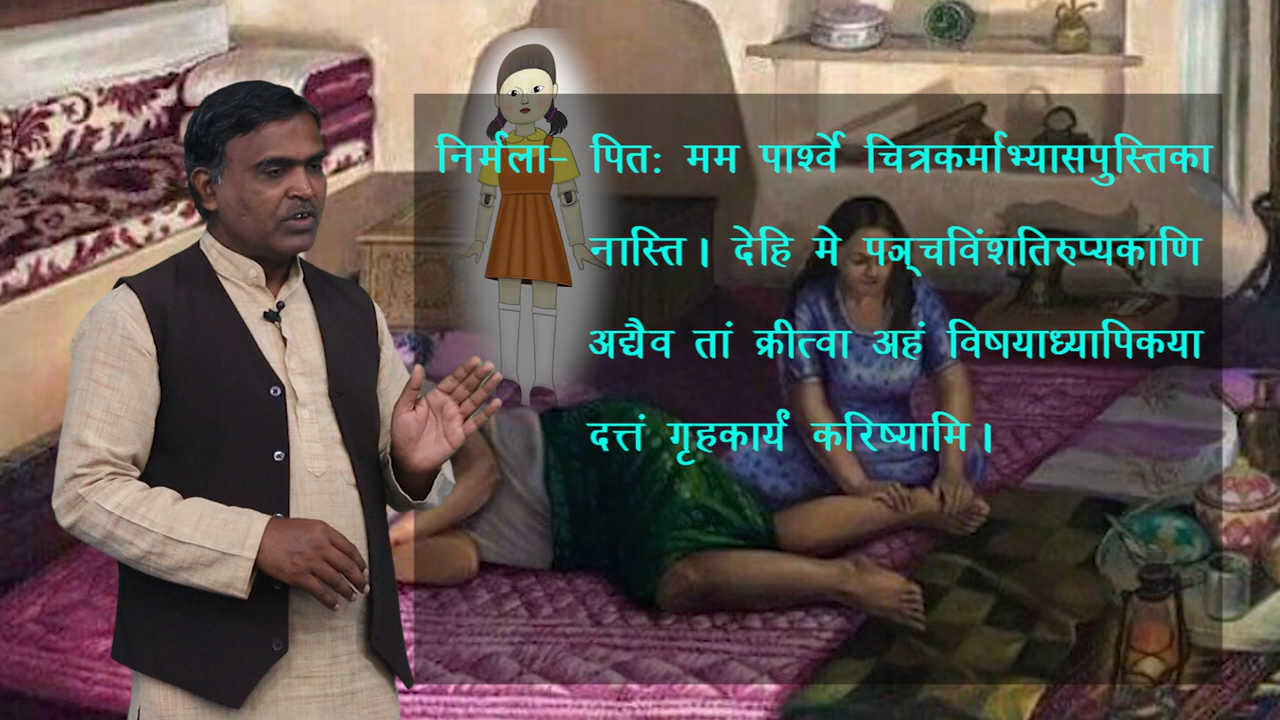 निर्मला- पितः मम पार्श्वे चित्रकर्माभ्यासपुस्तिका
नास्ति। देहि मे पञ्चविंशतिरुप्यकाणि
अद्यैव तां क्रीत्वा अहं विषयाध्यापिकया
दत्तं गृहकार्यं करिष्यामि।